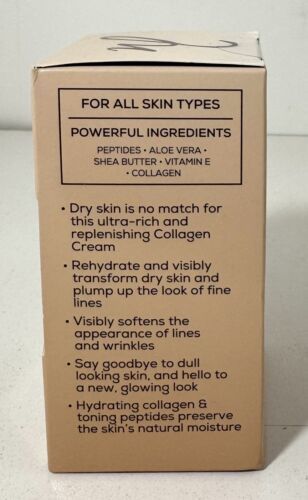 FOR ALL SKIN TYPES
POWERFUL INGREDIENTS
PEPTIDES • ALOE VERA •
SHEA BUTTER • VITAMIN E
• COLLAGEN
• Dry skin is no match for
this ultra-rich and
replenishing Collagen
Cream
• Rehydrate and visibly
transform dry skin and
plump up the look of fine
lines
• Visibly softens the
appearance of lines
and wrinkles
• Say goodbye to dull
looking skin, and hello to
a new, glowing look
• Hydrating collagen &
toning peptides preserve
the skin's natural moisture